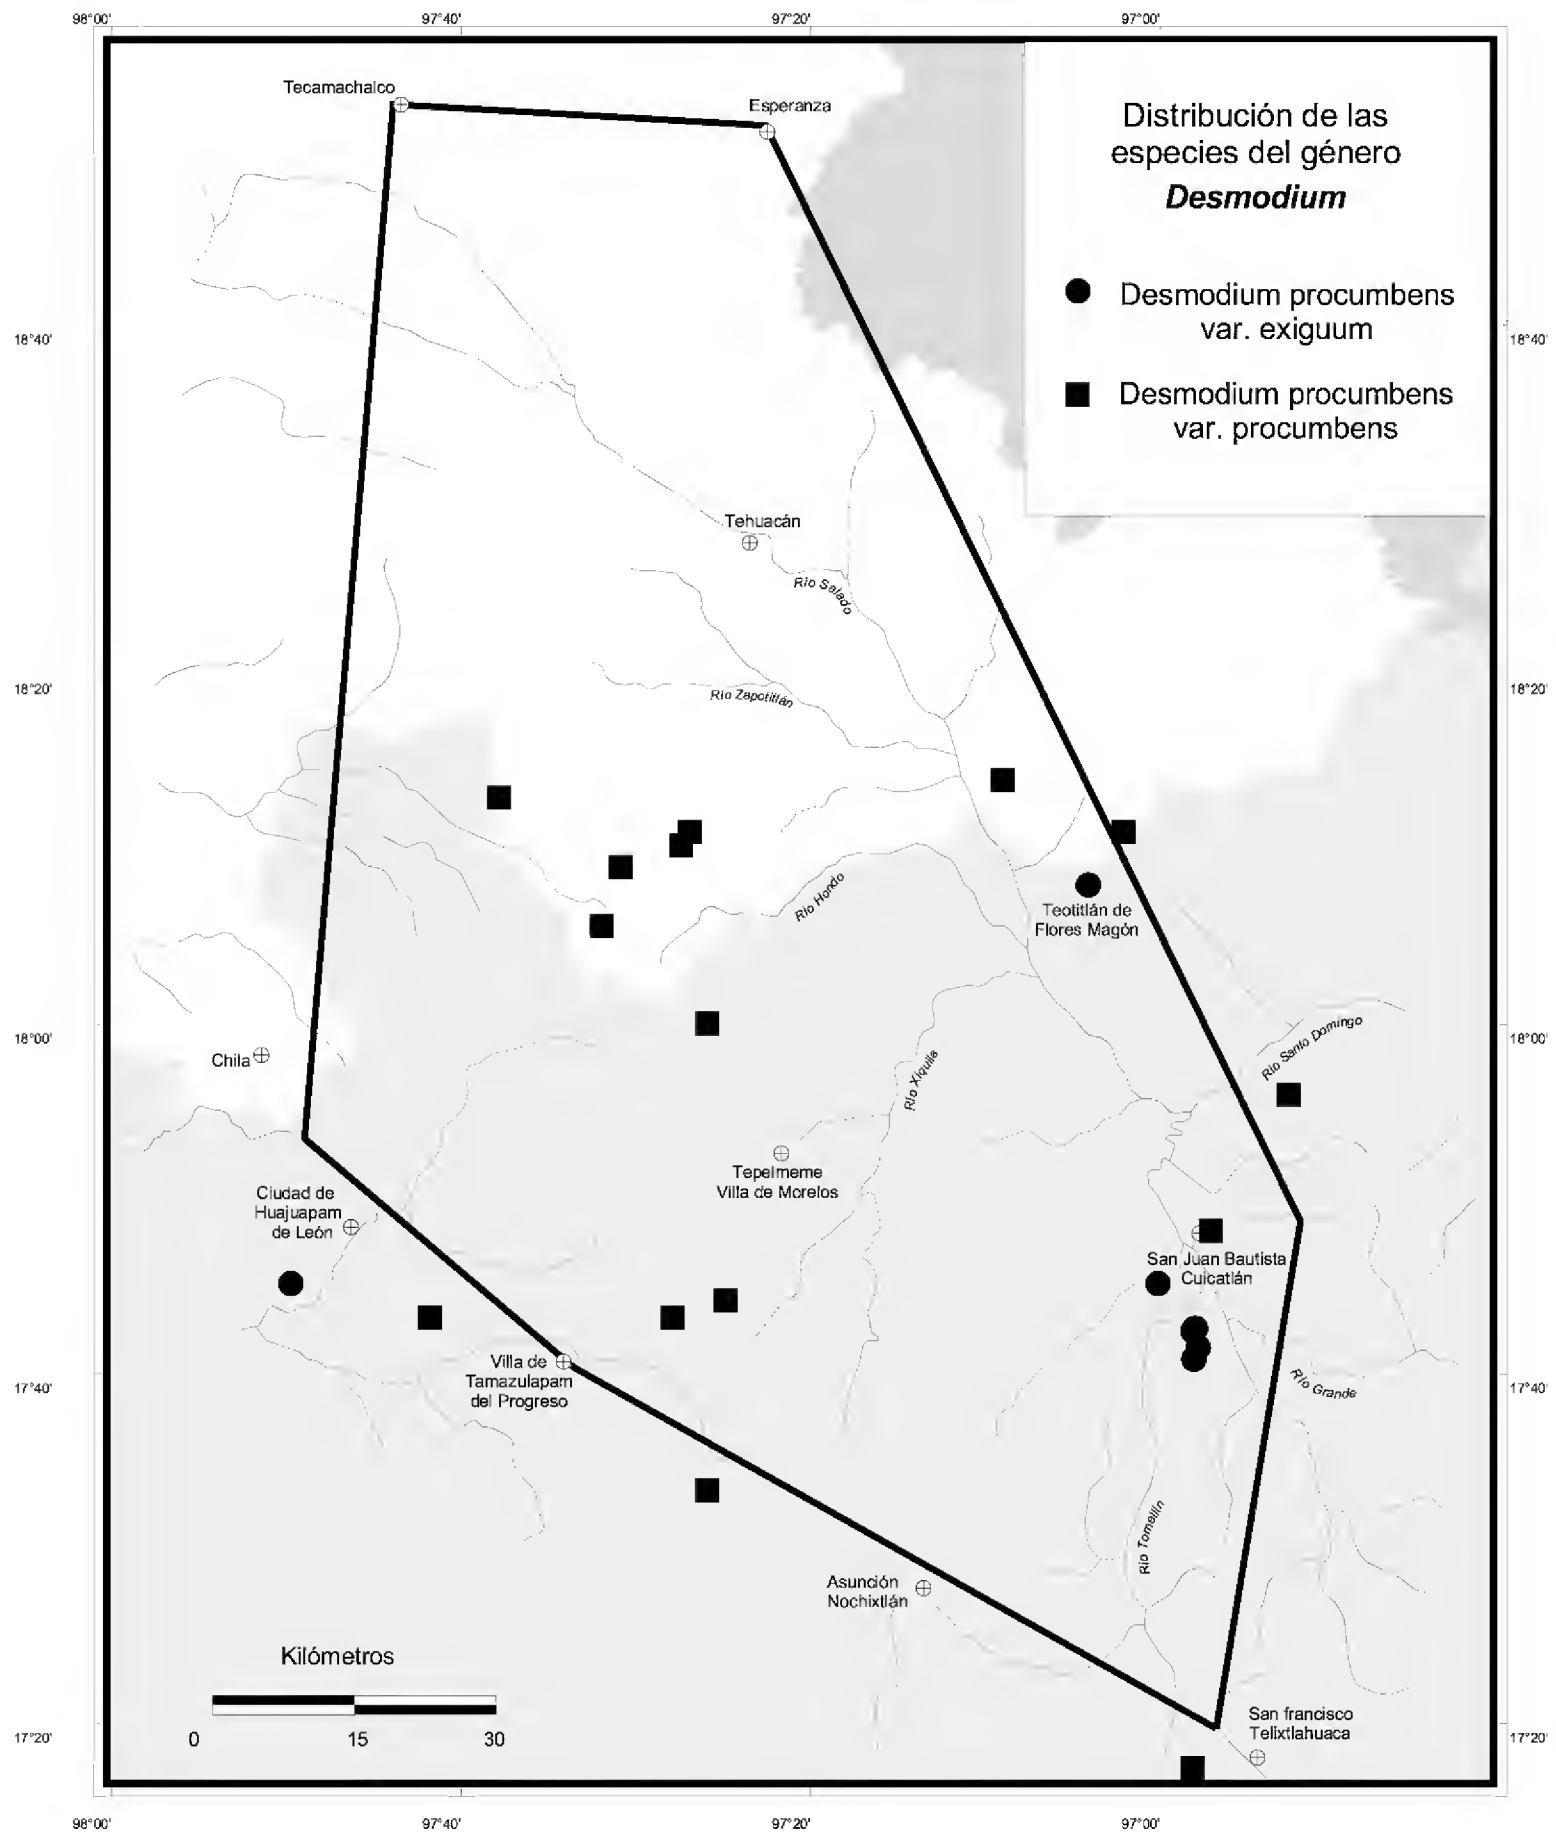 98°00'
97°40'
97°20'
97°00'
Tecamachalco
Esperanza
Distribución de las
especies del género
Desmodium
Desmodium procumbens
var. exiguum
Desmodium procumbens
var. procumbens
18°40'
18°40'
Tehuacán
Río Salado
18°20'
18°20'
Río Zapotitlán
Río Hondo
Teotitlán de
Flores Magón
18°00'
18°00'
Chila
Río Santo Domingo
Río Xiquila
Tepelmeme
Villa de Morelos
Ciudad de
Huajuapam
de León
San Juan Bautista
Cuicatlán
17°40'
17°40'
Villa de
Tamazulapam
del Progreso
Río Grande
Río Tomellín
Asunción
Nochixtlán
Kilómetros
0
15
30
San francisco
Telixtlahuaca
17°20'
17°20'
98°00'
97°40'
97°20'
97°00'